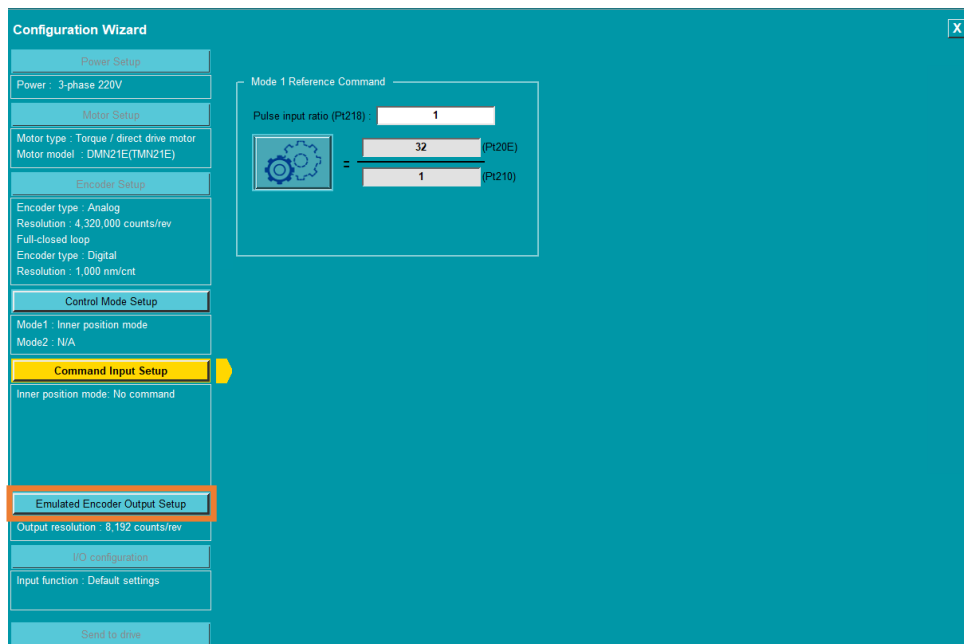 Configuration Wizard
X
Power Setup
Power : 3-phase 220V
Motor Setup
Motor type : Torque / direct drive motor
Motor model : DMN21E(TMN21E)
Encoder Setup
Encoder type : Analog
Resolution : 4,320,000 counts/rev
Full-closed loop
Encoder type : Digital
Resolution : 1,000 nm/cnt
Control Mode Setup
Mode1 : Inner position mode
Mode2 : N/A
Command Input Setup
Inner position mode: No command
Emulated Encoder Output Setup
Output resolution : 8,192 counts/rev
I/O configuration
Input function : Default settings
Send to drive
Mode 1 Reference Command
Pulse input ratio (Pt218) : 1
32 (Pt20E)
=
1 (Pt210)